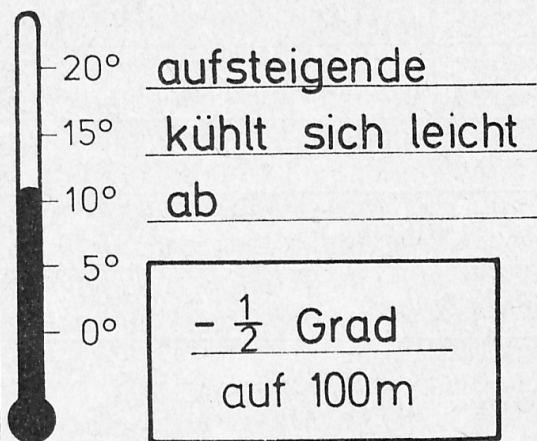 20° aufsteigende
15° kühlt sich leicht
10° ab
5°
0° - 1/2 Grad
auf 100m